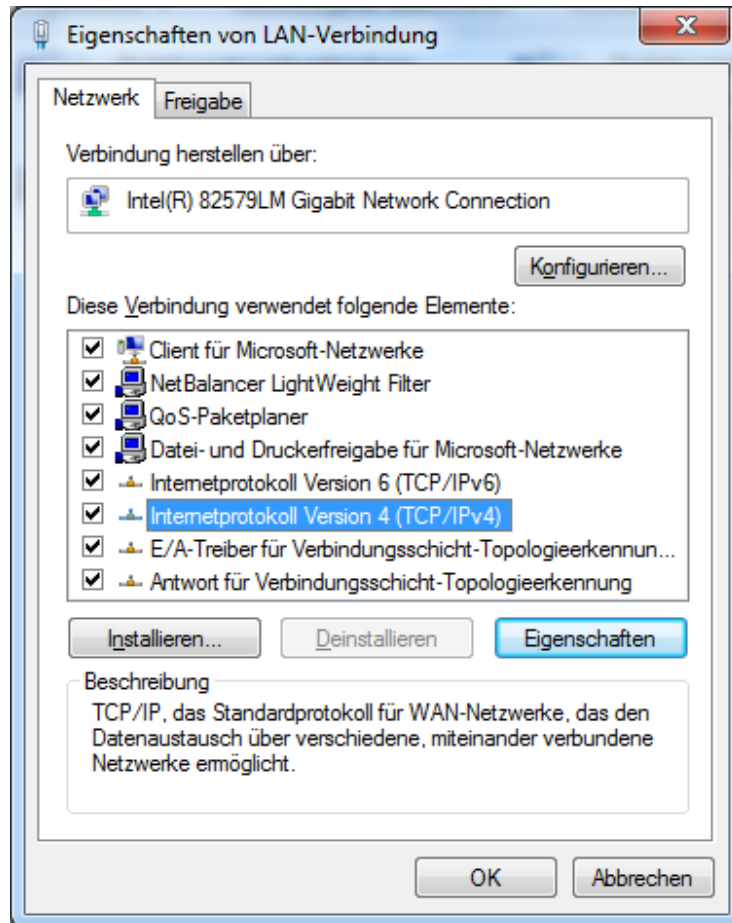 Eigenschaften von LAN-Verbindung
Netzwerk Freigabe
Verbindung herstellen über:
Intel(R) 82579LM Gigabit Network Connection
Konfigurieren...
Diese Verbindung verwendet folgende Elemente:
Client für Microsoft-Netzwerke
NetBalancer LightWeight Filter
QoS-Paketplaner
Datei- und Druckerfreigabe für Microsoft-Netzwerke
Internetprotokoll Version 6 (TCP/IPv6)
Internetprotokoll Version 4 (TCP/IPv4)
E/A-Treiber für Verbindungsschicht-Topologieerkennun...
Antwort für Verbindungsschicht-Topologieerkennung
Installieren... Deinstallieren Eigenschaften
Beschreibung
TCP/IP, das Standardprotokoll für WAN-Netzwerke, das den
Datenaustausch über verschiedene, miteinander verbundene
Netzwerke ermöglicht.
OK Abbrechen